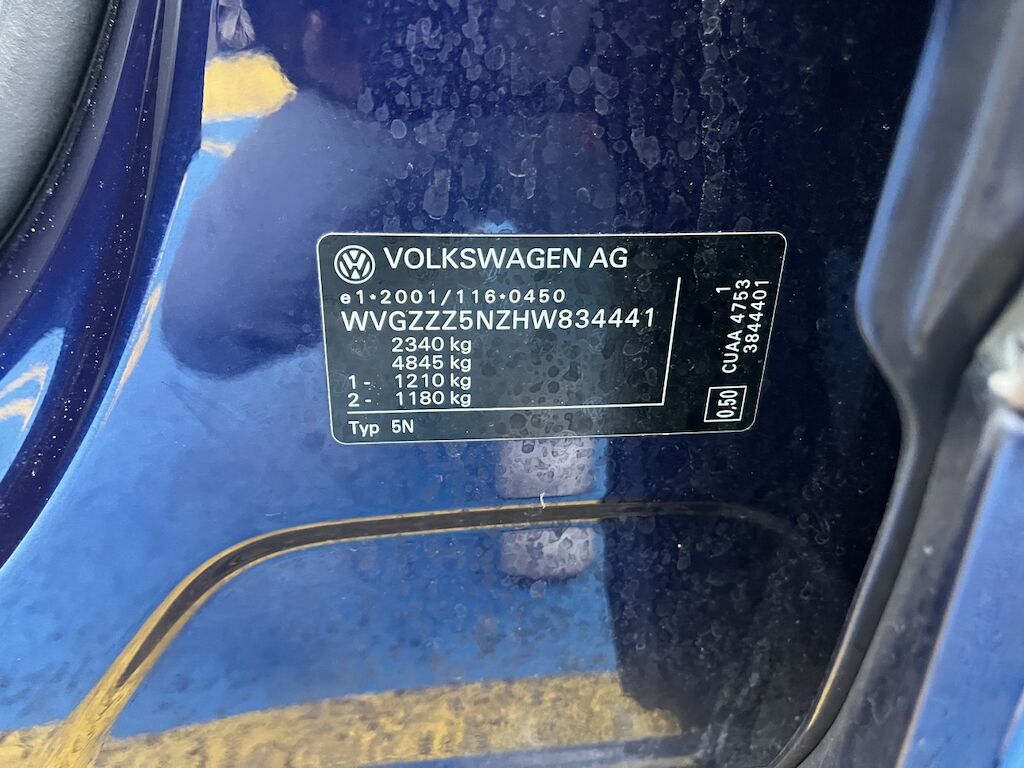 VOLKSWAGEN AG
e1*2001/116*0450
WVGZZZ5NZHW834441
2340 kg
4845 kg
1- 1210 kg
2- 1180 kg
Typ 5N
0,50
CUAA 4753 1
3844401